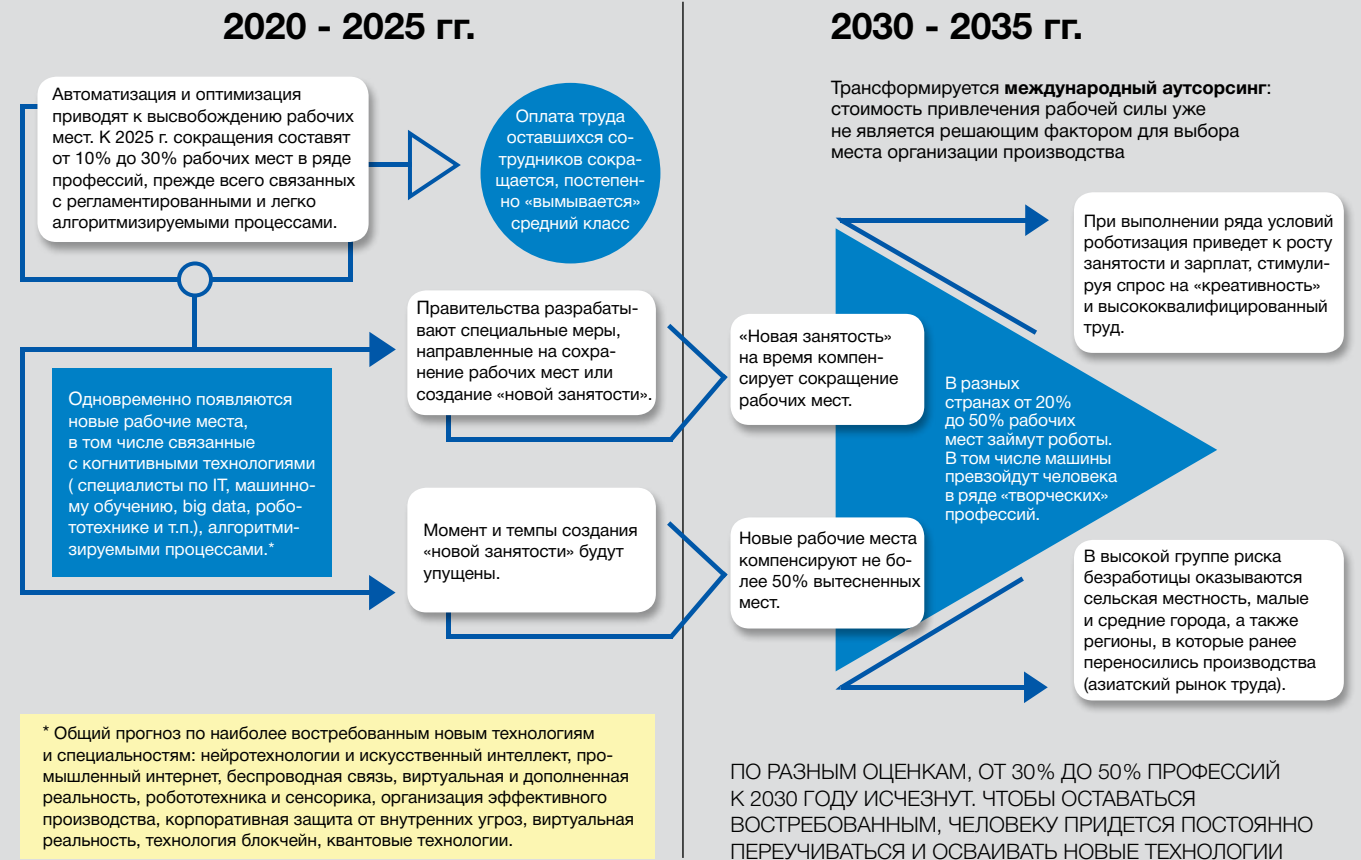 2020 - 2025 гг.
Автоматизация и оптимизация
приводят к высвобождению рабочих
мест. К 2025 г. сокращения составят
от 10% до 30% рабочих мест в ряде
профессий, прежде всего связанных
с регламентированными и легко
алгоритмизируемыми процессами.
Оплата труда
оставшихся со-
трудников сокра-
щается, постепен-
но «вымывается»
средний класс
Правительства разрабаты-
вают специальные меры,
направленные на сохра-
нение рабочих мест или
создание «новой занятости».
Одновременно появляются
новые рабочие места,
в том числе связанные
с когнитивными технологиями
( специалисты по IT, машинно-
му обучению, big data, робо-
тотехнике и т.п.), алгоритми-
зируемыми процессами.*
Момент и темпы создания
«новой занятости» будут
упущены.
* Общий прогноз по наиболее востребованным новым технологиям
и специальностям: нейротехнологии и искусственный интеллект, про-
мышленный интернет, беспроводная связь, виртуальная и дополненная
реальность, робототехника и сенсорика, организация эффективного
производства, корпоративная защита от внутренних угроз, виртуальная
реальность, технология блокчейн, квантовые технологии.
2030 - 2035 гг.
Трансформируется международный аутсорсинг:
стоимость привлечения рабочей силы уже
не является решающим фактором для выбора
места организации производства
При выполнении ряда условий
роботизация приведет к росту
занятости и зарплат, стимули-
руя спрос на «креативность»
и высококвалифицированный
труд.
«Новая занятость»
на время компен-
сирует сокращение
рабочих мест.
В разных
странах от 20%
до 50% рабочих
мест займут роботы.
В том числе машины
превзойдут человека
в ряде «творческих»
профессий.
Новые рабочие места
компенсируют не бо-
лее 50% вытесненных
мест.
В высокой группе риска
безработицы оказываются
сельская местность, малые
и средние города, а также
регионы, в которые ранее
переносились производства
(азиатский рынок труда).
ПО РАЗНЫМ ОЦЕНКАМ, ОТ 30% ДО 50% ПРОФЕССИЙ
К 2030 ГОДУ ИСЧЕЗНУТ. ЧТОБЫ ОСТАВАТЬСЯ
ВОСТРЕБОВАННЫМ, ЧЕЛОВЕКУ ПРИДЕТСЯ ПОСТОЯННО
ПЕРЕУЧИВАТЬСЯ И ОСВАИВАТЬ НОВЫЕ ТЕХНОЛОГИИ